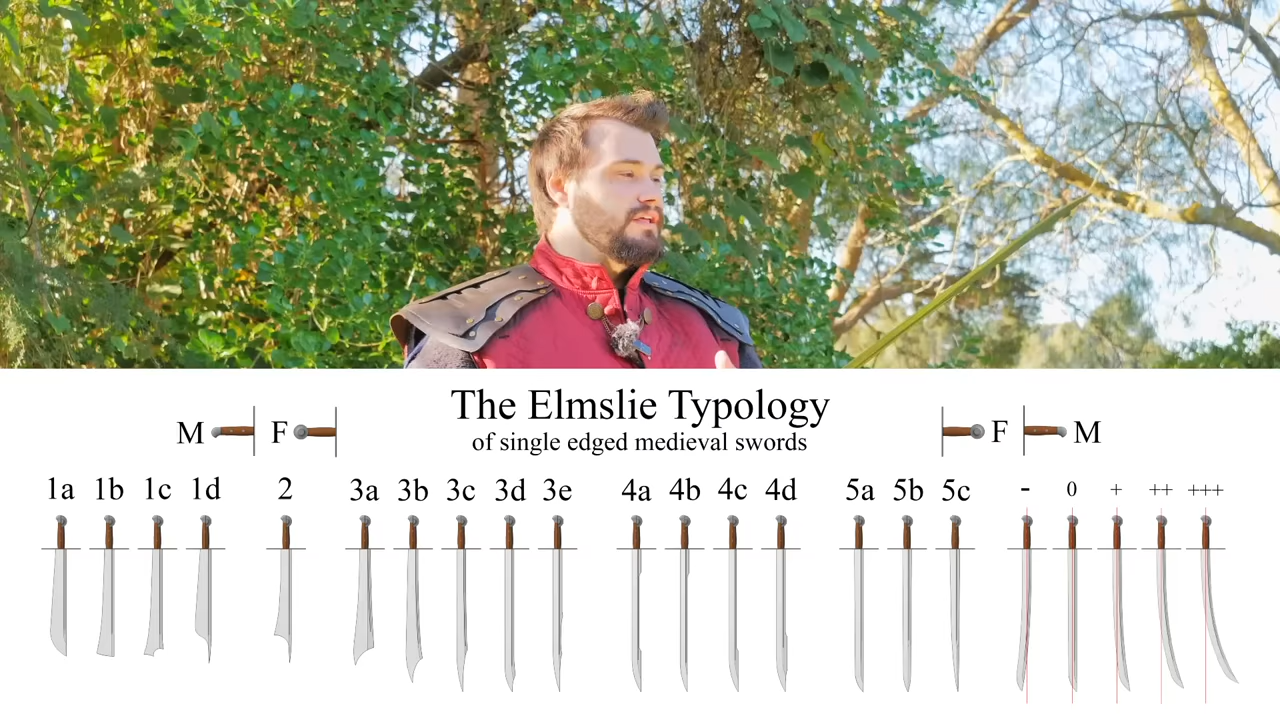 The Elmslie Typology
of single edged medieval swords
M F F M
1a 1b 1c 1d 2 3a 3b 3c 3d 3e 4a 4b 4c 4d 5a 5b 5c - 0 + ++ +++